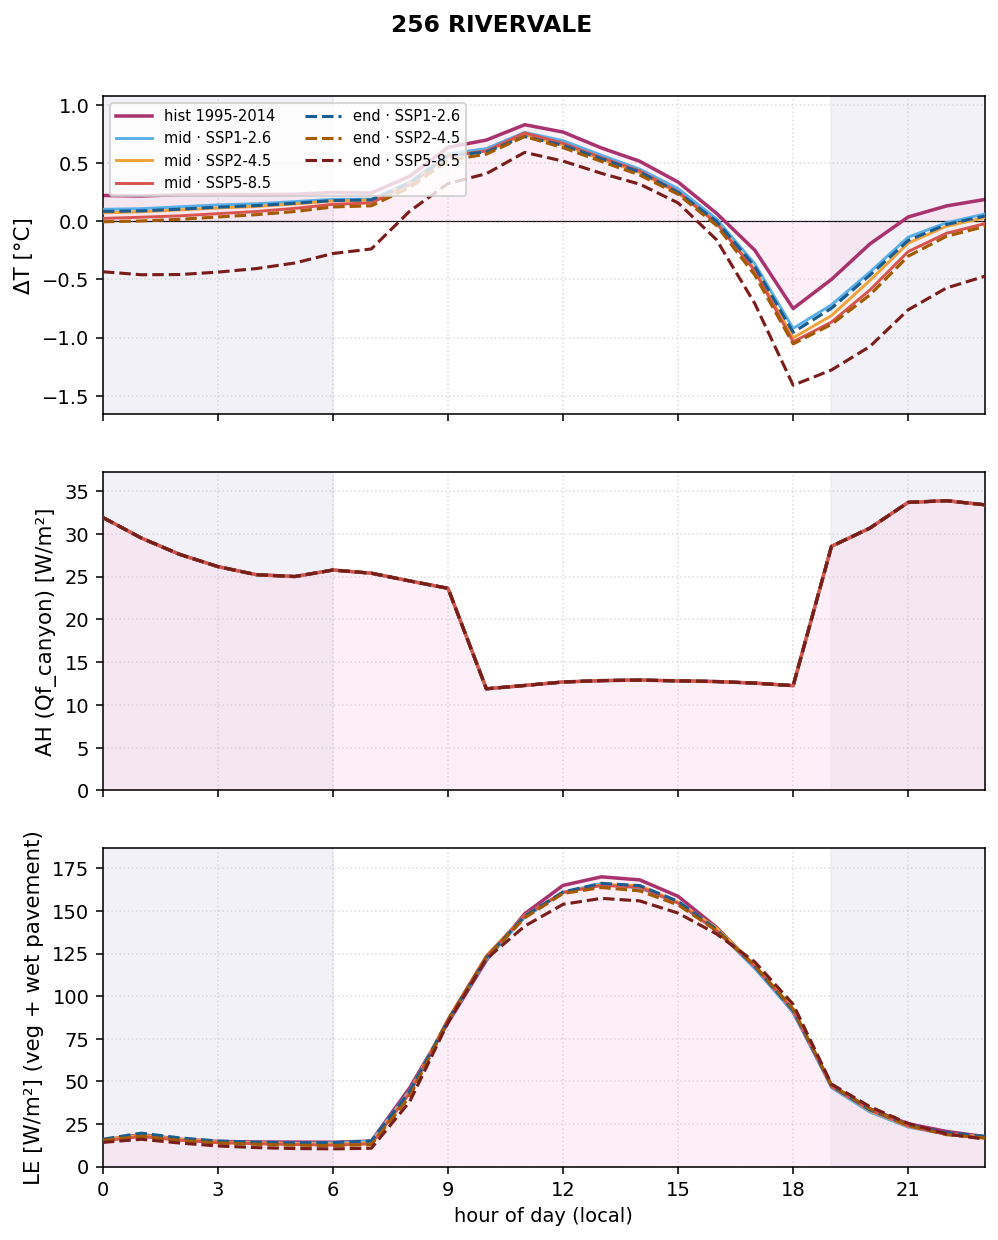 256 RIVERVALE
ΔT [°C]
1.0
0.5
0.0
−0.5
−1.0
−1.5
hist 1995-2014
mid · SSP1-2.6
mid · SSP2-4.5
mid · SSP5-8.5
end · SSP1-2.6
end · SSP2-4.5
end · SSP5-8.5
AH (Qf_canyon) [W/m²]
35
30
25
20
15
10
5
0
LE [W/m²] (veg + wet pavement)
175
150
125
100
75
50
25
0
0 3 6 9 12 15 18 21
hour of day (local)